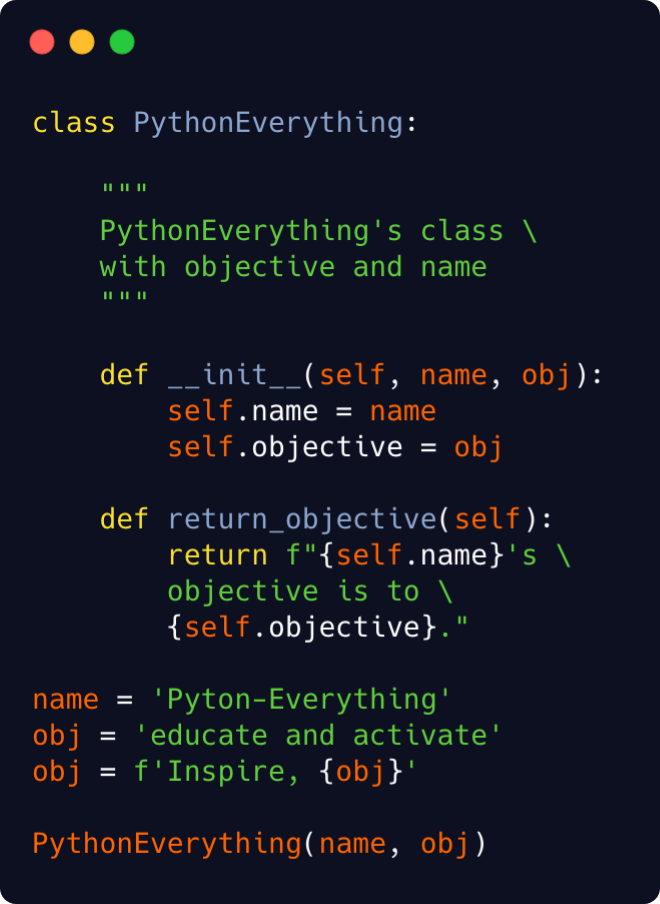 class PythonEverything:
"""
PythonEverything's class \
with objective and name
"""
def __init__(self, name, obj):
self.name = name
self.objective = obj
def return_objective(self):
return f"{self.name}'s \
objective is to \
{self.objective}."
name = 'Pyton-Everything'
obj = 'educate and activate'
obj = f'Inspire, {obj}'
PythonEverything(name, obj)